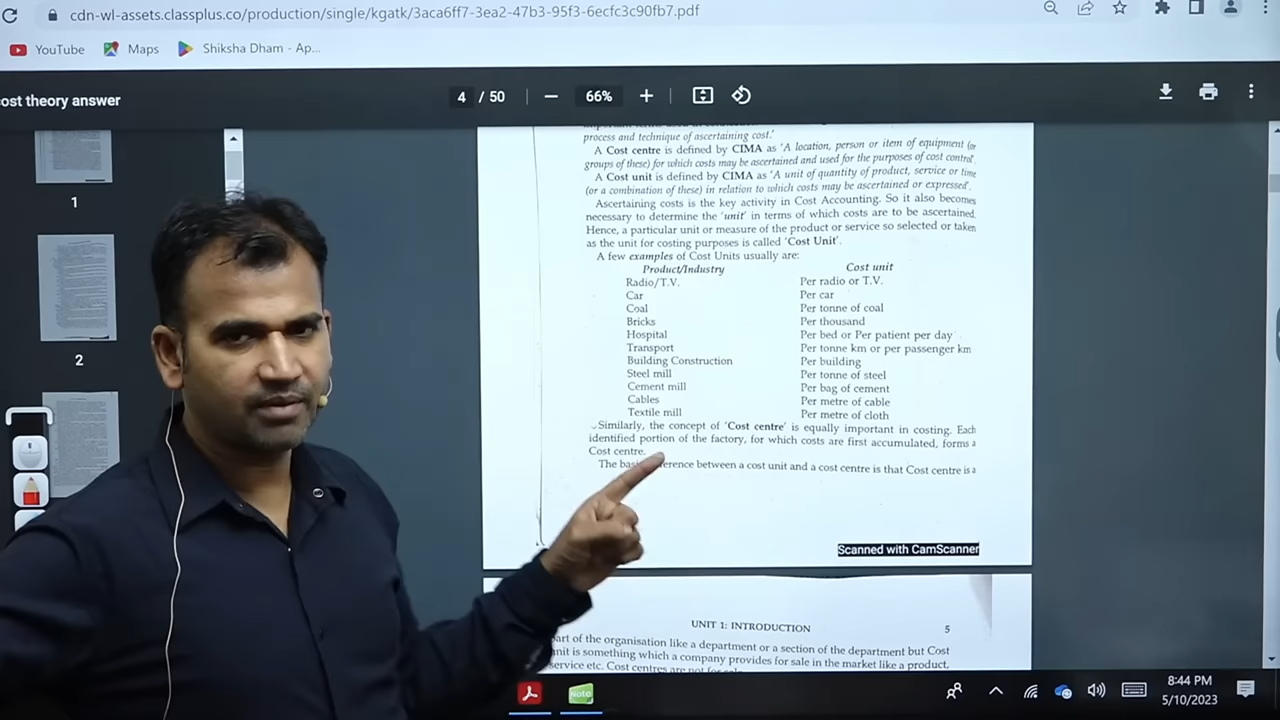 cdn-wl-assets.classplus.co/production/single/kgatk/3aca6ff7-3ea2-47b3-95f3-6ecfc3c90fb7.pdf
YouTube Maps Shiksha Dham - Ap...
ost theory answer 4 / 50 66%
1
2
process and technique of ascertaining cost.'
A Cost centre is defined by CIMA as 'A location, person or item of equipment (or
groups of these) for which costs may be ascertained and used for the purposes of cost control'.
A Cost unit is defined by CIMA as 'A unit of quantity of product, service or time
(or a combination of these) in relation to which costs may be ascertained or expressed'.
Ascertaining costs is the key activity in Cost Accounting. So it also becomes
necessary to determine the 'unit' in terms of which costs are to be ascertained.
Hence, a particular unit or measure of the product or service so selected or taken
as the unit for costing purposes is called 'Cost Unit'.
A few examples of Cost Units usually are:
Product/Industry Cost unit
Radio/T.V. Per radio or T.V.
Car Per car
Coal Per tonne of coal
Bricks Per thousand
Hospital Per bed or Per patient per day
Transport Per tonne km or per passenger km
Building Construction Per building
Steel mill Per tonne of steel
Cement mill Per bag of cement
Cables Per metre of cable
Textile mill Per metre of cloth
Similarly, the concept of 'Cost centre' is equally important in costing. Each
identified portion of the factory, for which costs are first accumulated, forms a
Cost centre.
The between a cost unit and a cost centre is that Cost centre is a
Scanned with CamScanner
UNIT 1: INTRODUCTION 5
part of the organisation like a department or a section of the department but Cost
unit is something which a company provides for sale in the market like a product,
service etc. Cost centres are not for
Note
8:44 PM
5/10/2023